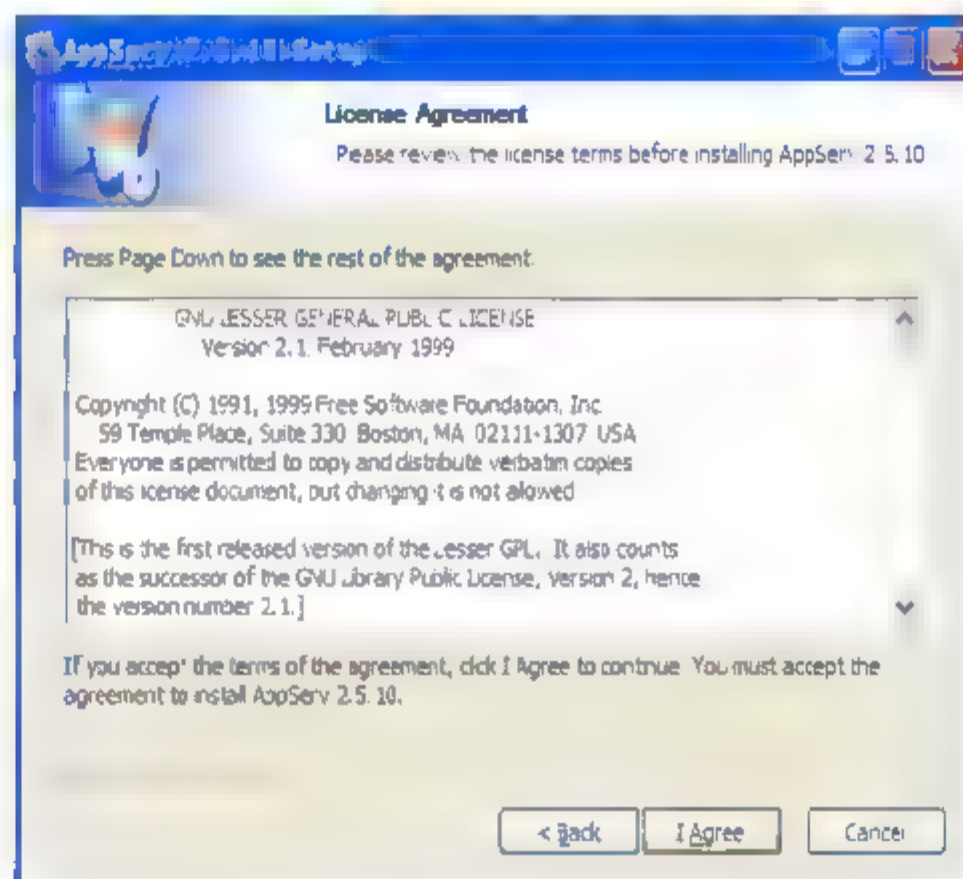 AppServ 2.5.10 Setup
License Agreement
Please review the license terms before installing AppServ 2.5.10
Press Page Down to see the rest of the agreement.
GNU LESSER GENERAL PUBLIC LICENSE
Version 2.1, February 1999
Copyright (C) 1991, 1999 Free Software Foundation, Inc.
59 Temple Place, Suite 330 Boston, MA 02111-1307 USA
Everyone is permitted to copy and distribute verbatim copies
of this license document, but changing it is not allowed
[This is the first released version of the Lesser GPL. It also counts
as the successor of the GNU Library Public License, version 2, hence
the version number 2.1.]
If you accept the terms of the agreement, click I Agree to continue. You must accept the
agreement to install AppServ 2.5.10.
< Back
I Agree
Cancel